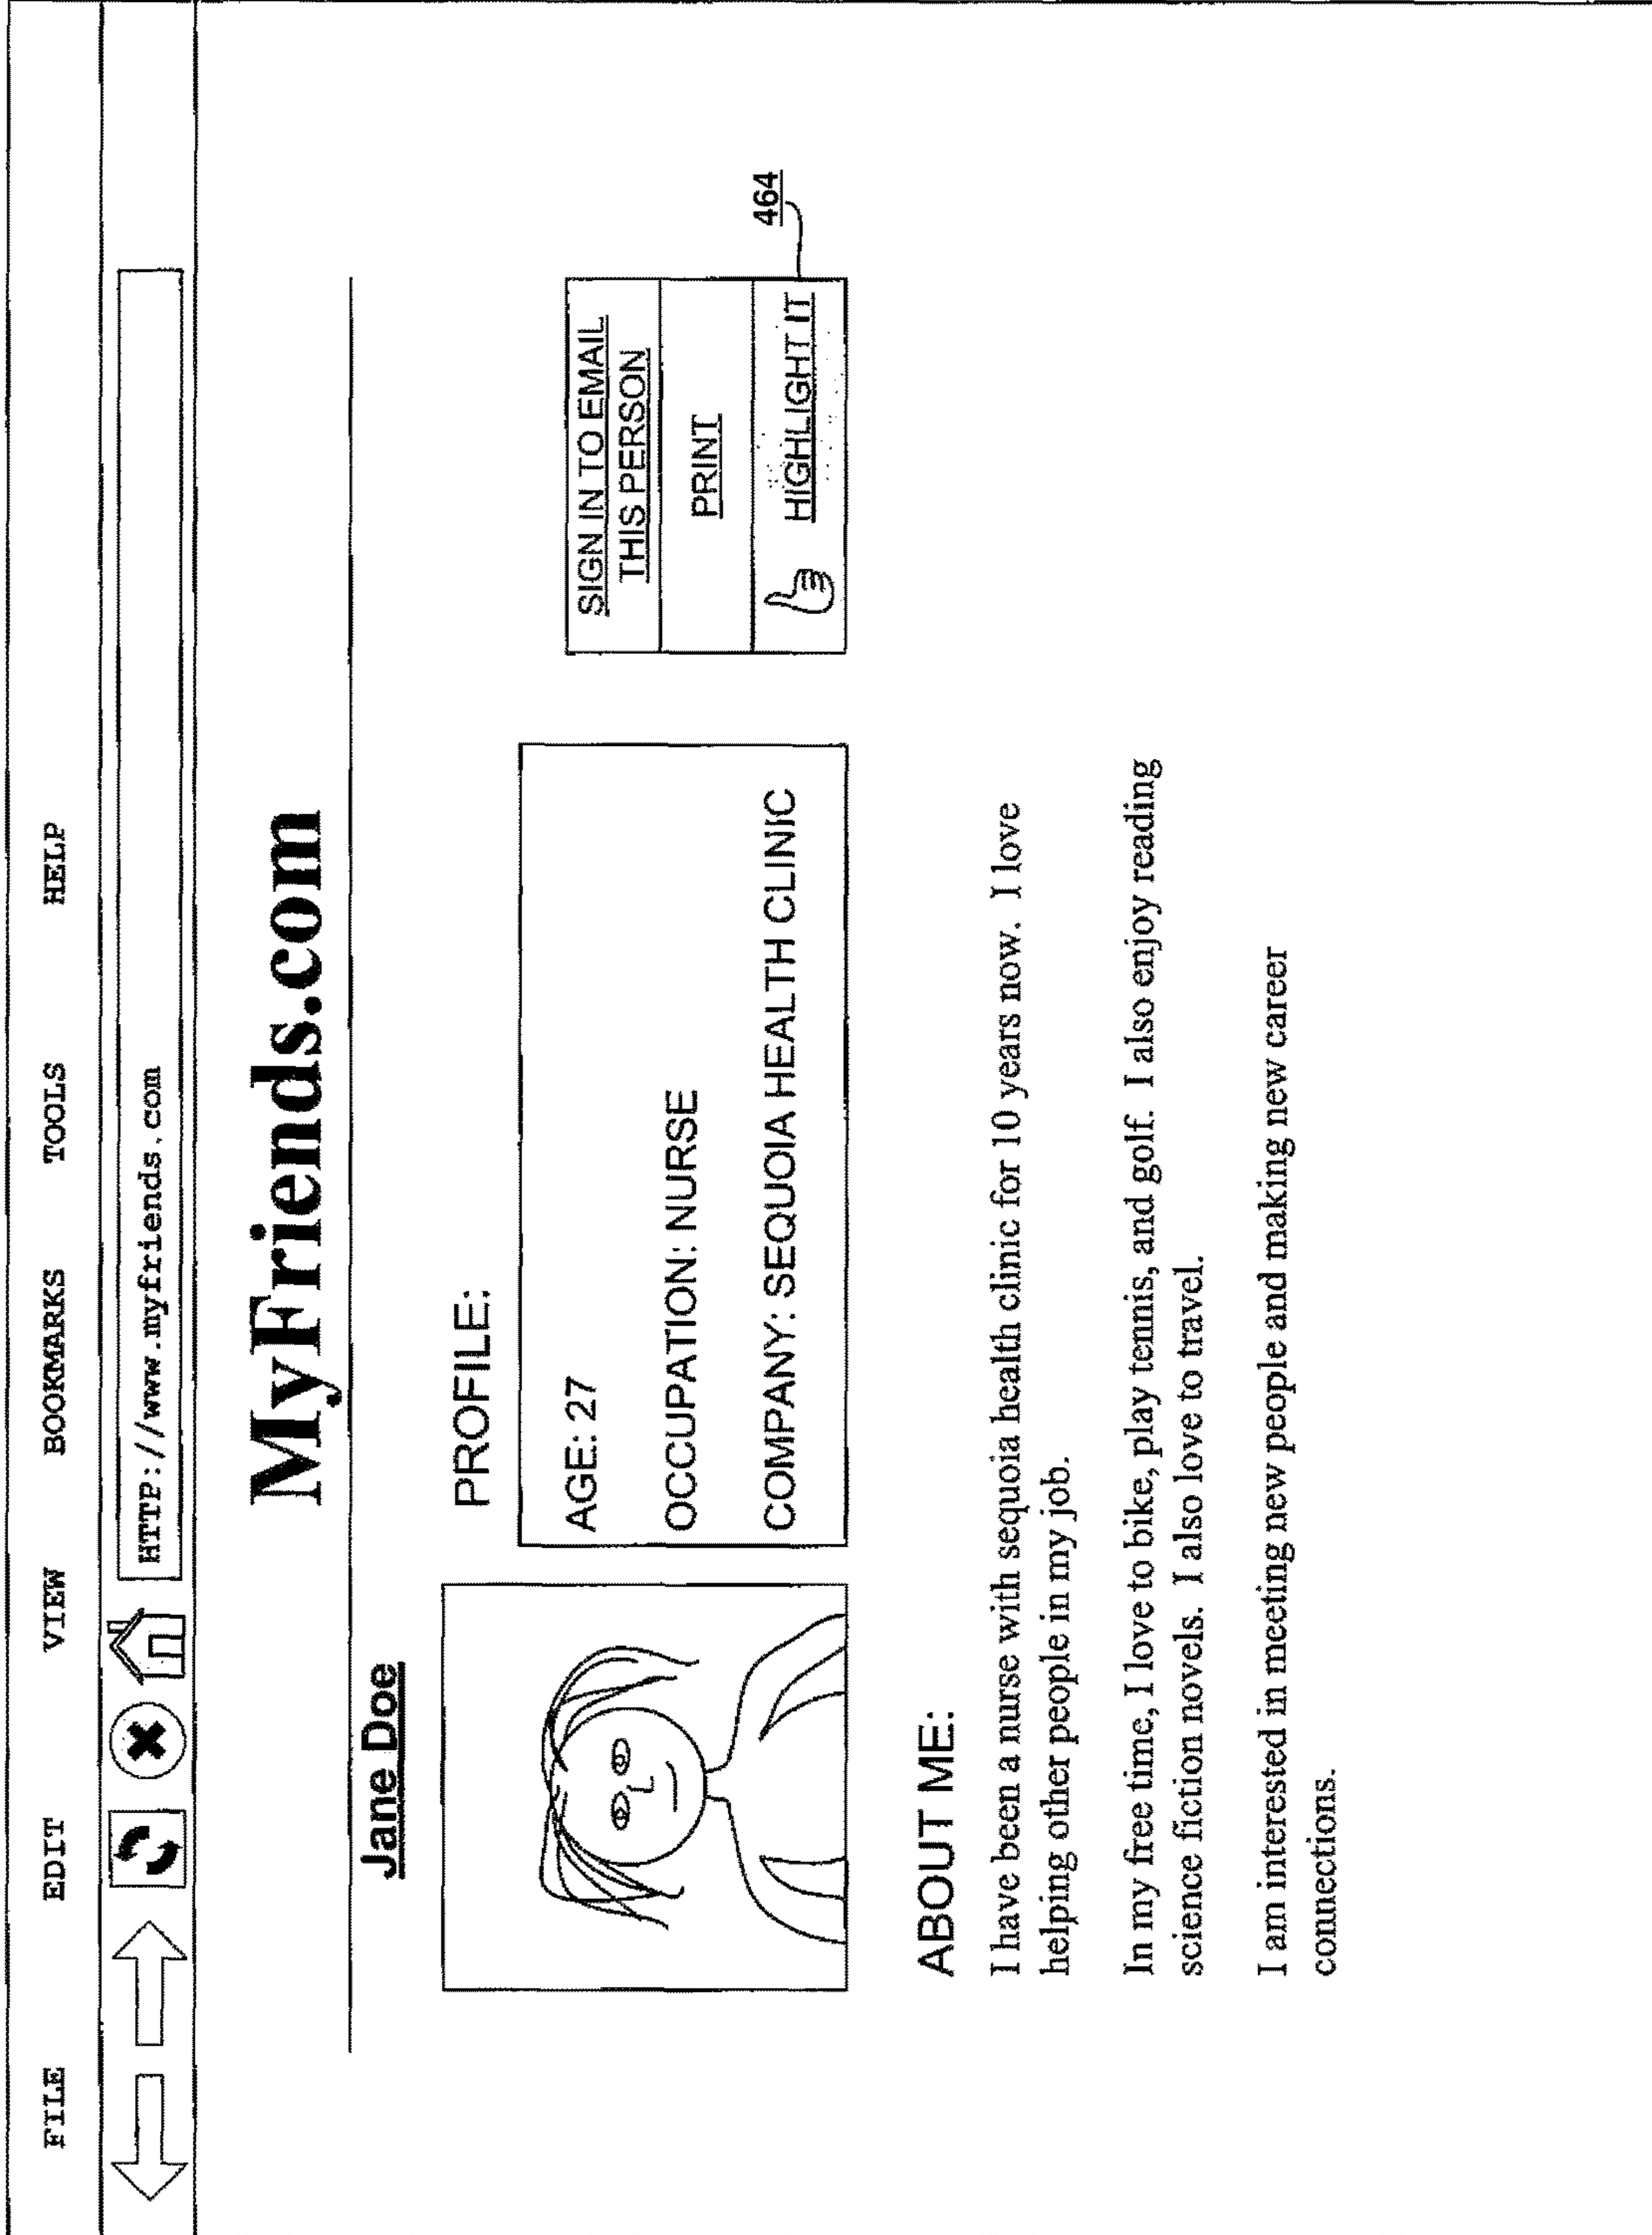 FILE EDIT VIEW BOOKMARKS TOOLS HELP
HTTP://www.myfriends.com
MyFriends.com
Jane Doe
PROFILE:
AGE: 27
OCCUPATION: NURSE
COMPANY: SEQUOIA HEALTH CLINIC
SIGN IN TO EMAIL
THIS PERSON
PRINT
HIGHLIGHT IT
464
ABOUT ME:
I have been a nurse with sequoia health clinic for 10 years now. I love
helping other people in my job.
In my free time, I love to bike, play tennis, and golf. I also enjoy reading
science fiction novels. I also love to travel.
I am interested in meeting new people and making new career
connections.